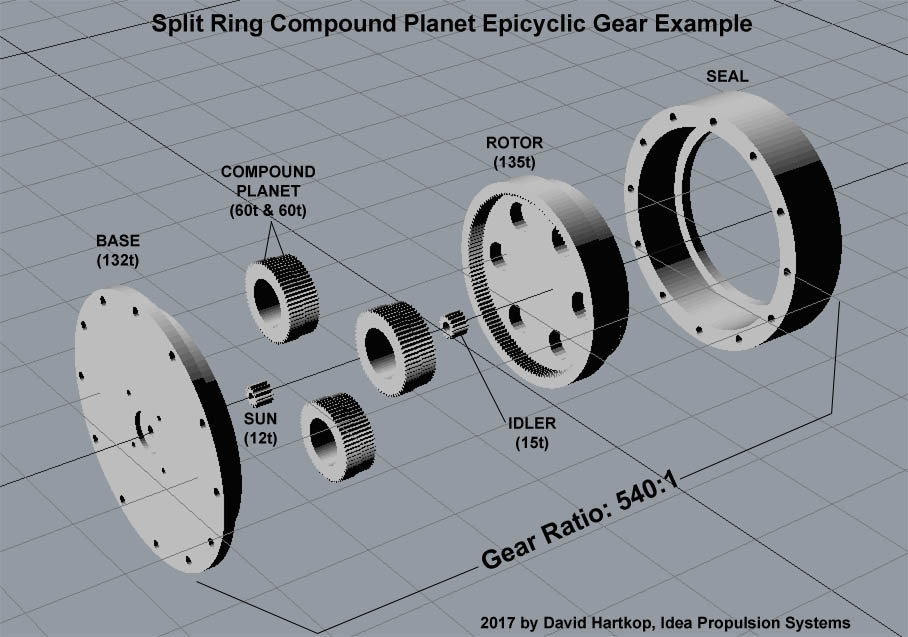 Split Ring Compound Planet Epicyclic Gear Example
SEAL
ROTOR
(135t)
COMPOUND
PLANET
(60t & 60t)
BASE
(132t)
SUN
(12t)
IDLER
(15t)
Gear Ratio: 540:1
2017 by David Hartkop, Idea Propulsion Systems